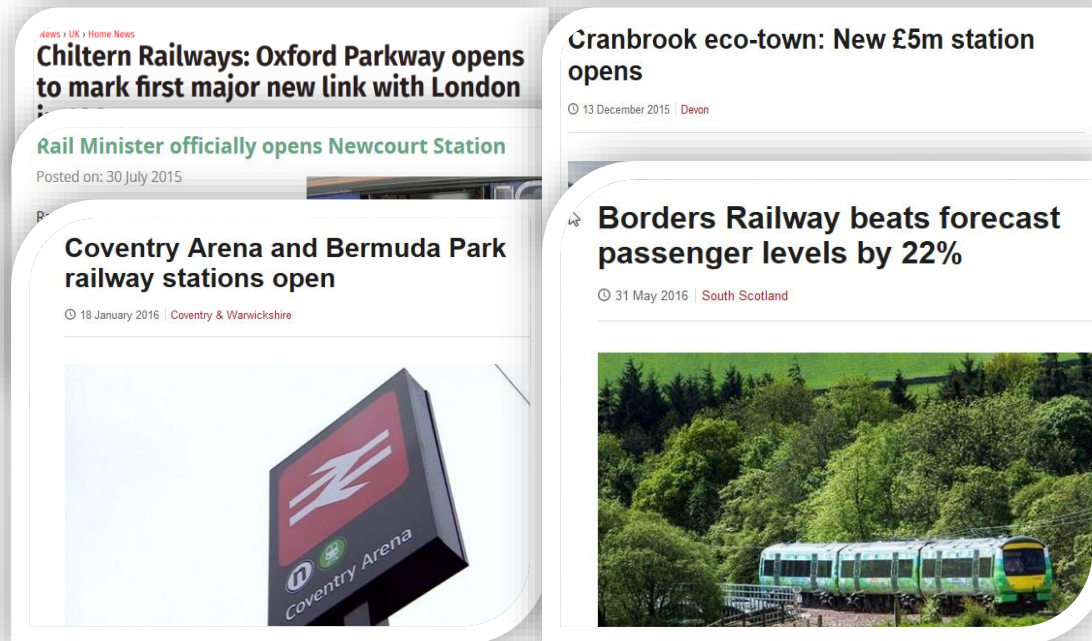 News › UK › Home News
Chiltern Railways: Oxford Parkway opens
to mark first major new link with London
Rail Minister officially opens Newcourt Station
Posted on: 30 July 2015
Coventry Arena and Bermuda Park
railway stations open
18 January 2016 | Coventry & Warwickshire
Coventry Arena
Cranbrook eco-town: New £5m station
opens
13 December 2015 | Devon
Borders Railway beats forecast
passenger levels by 22%
31 May 2016 | South Scotland